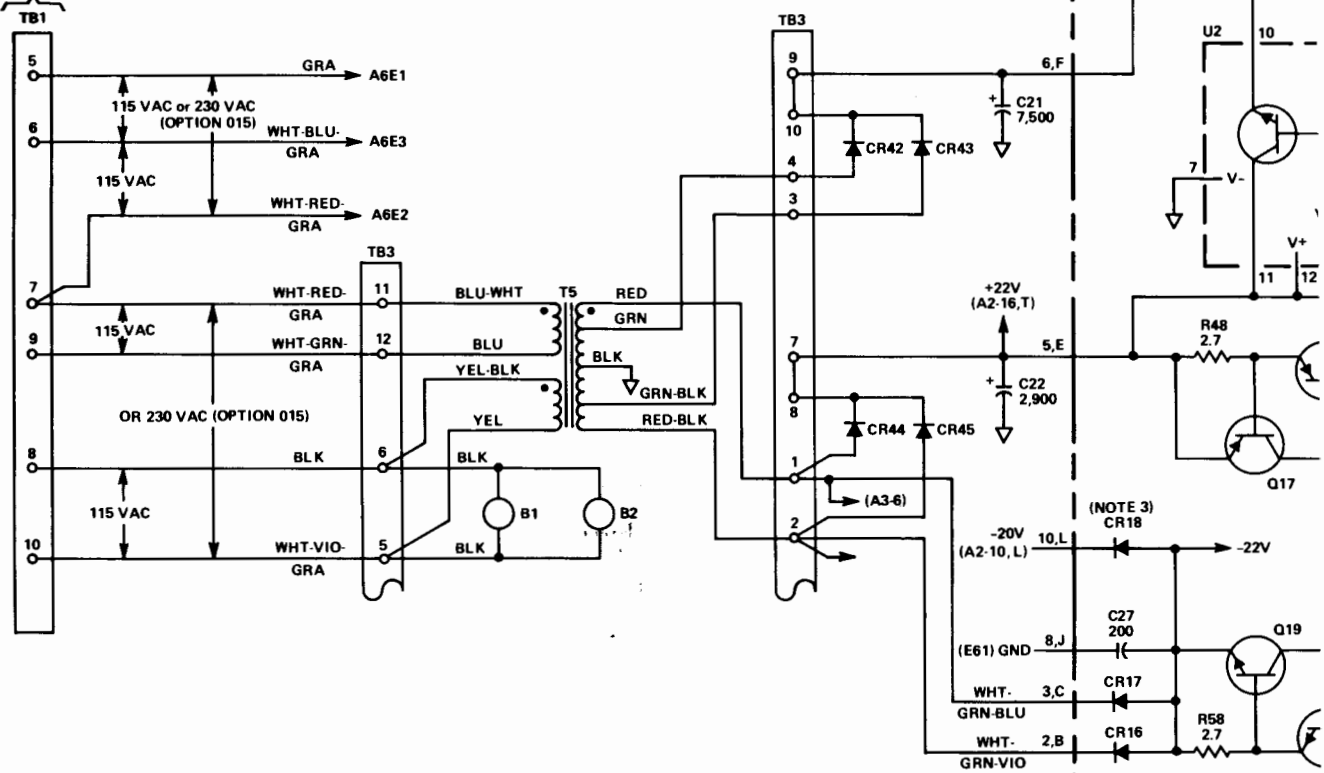 TB1
5
GRA
A6E1
115 VAC or 230 VAC
(OPTION 015)
6
WHT-BLU-
GRA
A6E3
115 VAC
WHT-RED-
GRA
A6E2
7
WHT-RED-
GRA
115 VAC
9
WHT-GRN-
GRA
OR 230 VAC (OPTION 015)
8
BLK
115 VAC
10
WHT-VIO-
GRA
TB3
11
BLU-WHT
12
BLU
YEL-BLK
YEL
6
BLK
5
BLK
B1
B2
T5
RED
GRN
BLK
GRN-BLK
RED-BLK
TB3
9
10
4
3
CR42
CR43
6,F
+
C21
7,500
7
8
+22V
(A2-16,T)
5,E
+
C22
2,900
CR44
CR45
1
(A3-6)
2
U2
10
7
V-
V+
11
12
R48
2.7
Q17
(NOTE 3)
CR18
-20V
(A2-10, L)
10,L
-22V
C27
200
(E61) GND
8,J
Q19
CR17
WHT-
GRN-BLU
3,C
CR16
WHT-
GRN-VIO
2,B
R58
2.7